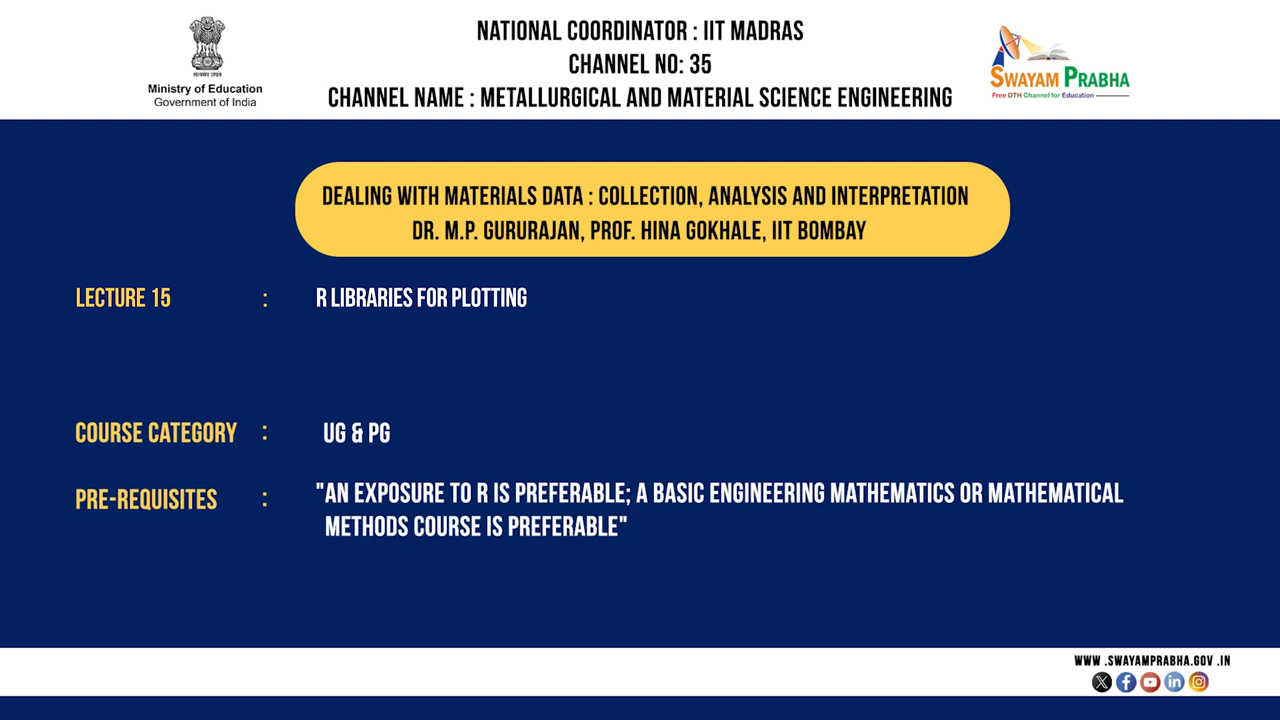 NATIONAL COORDINATOR : IIT MADRAS
CHANNEL NO: 35
CHANNEL NAME : METALLURGICAL AND MATERIAL SCIENCE ENGINEERING
सत्यमेव जयते
Ministry of Education
Government of India
SWAYAM PRABHA
Free DTH Channel for Education
DEALING WITH MATERIALS DATA : COLLECTION, ANALYSIS AND INTERPRETATION
DR. M.P. GURURAJAN, PROF. HINA GOKHALE, IIT BOMBAY
LECTURE 15 : R LIBRARIES FOR PLOTTING
COURSE CATEGORY : UG & PG
PRE-REQUISITES : "AN EXPOSURE TO R IS PREFERABLE; A BASIC ENGINEERING MATHEMATICS OR MATHEMATICAL
METHODS COURSE IS PREFERABLE"
WWW .SWAYAMPRABHA.GOV .IN